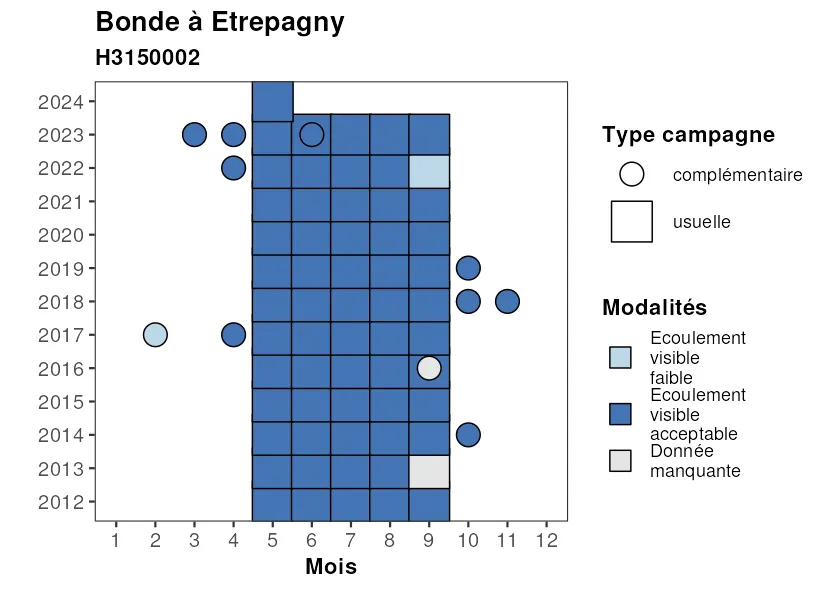 Bonde à Etrepagny
H3150002
2024
2023
2022
2021
2020
2019
2018
2017
2016
2015
2014
2013
2012
1 2 3 4 5 6 7 8 9 10 11 12
Mois
Type campagne
complémentaire
usuelle
Modalités
Ecoulement
visible
faible
Ecoulement
visible
acceptable
Donnée
manquante